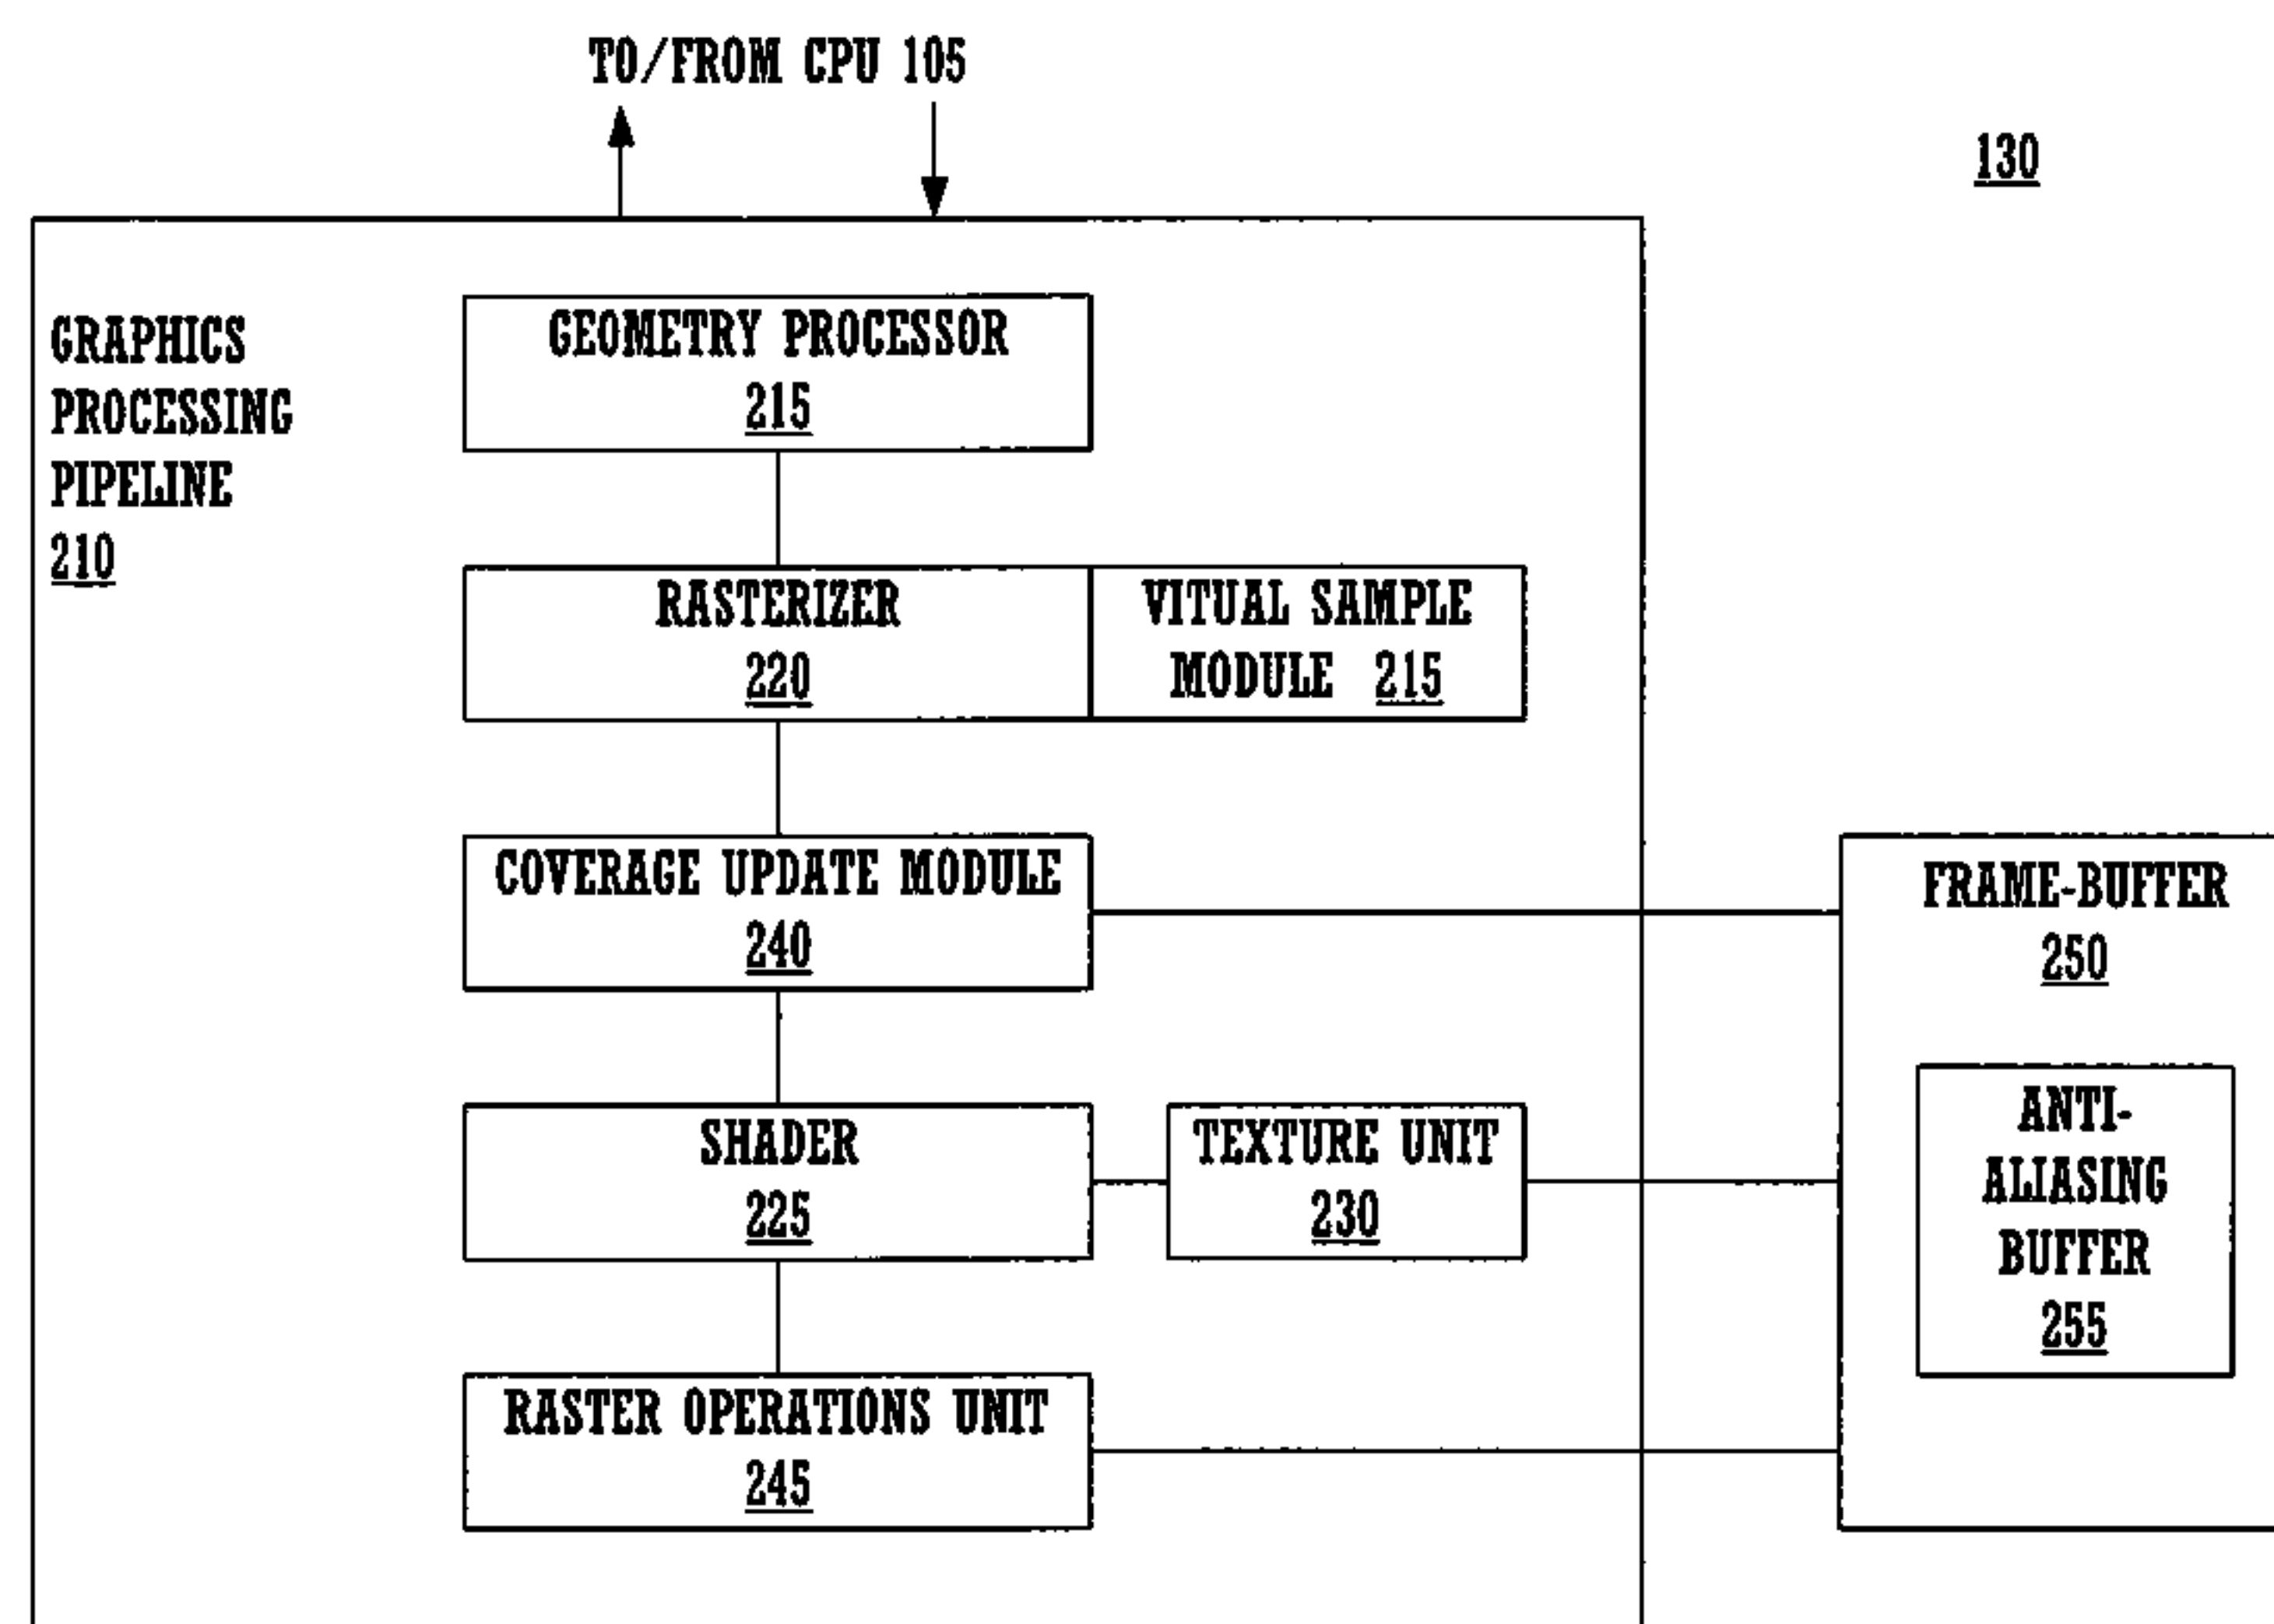 TO/FROM CPU 105
130
GRAPHICS
PROCESSING
PIPELINE
210
GEOMETRY PROCESSOR
215
RASTERIZER
220
VITUAL SAMPLE
MODULE 215
COVERAGE UPDATE MODULE
240
SHADER
225
TEXTURE UNIT
230
RASTER OPERATIONS UNIT
245
FRAME-BUFFER
250
ANTI-
ALIASING
BUFFER
255